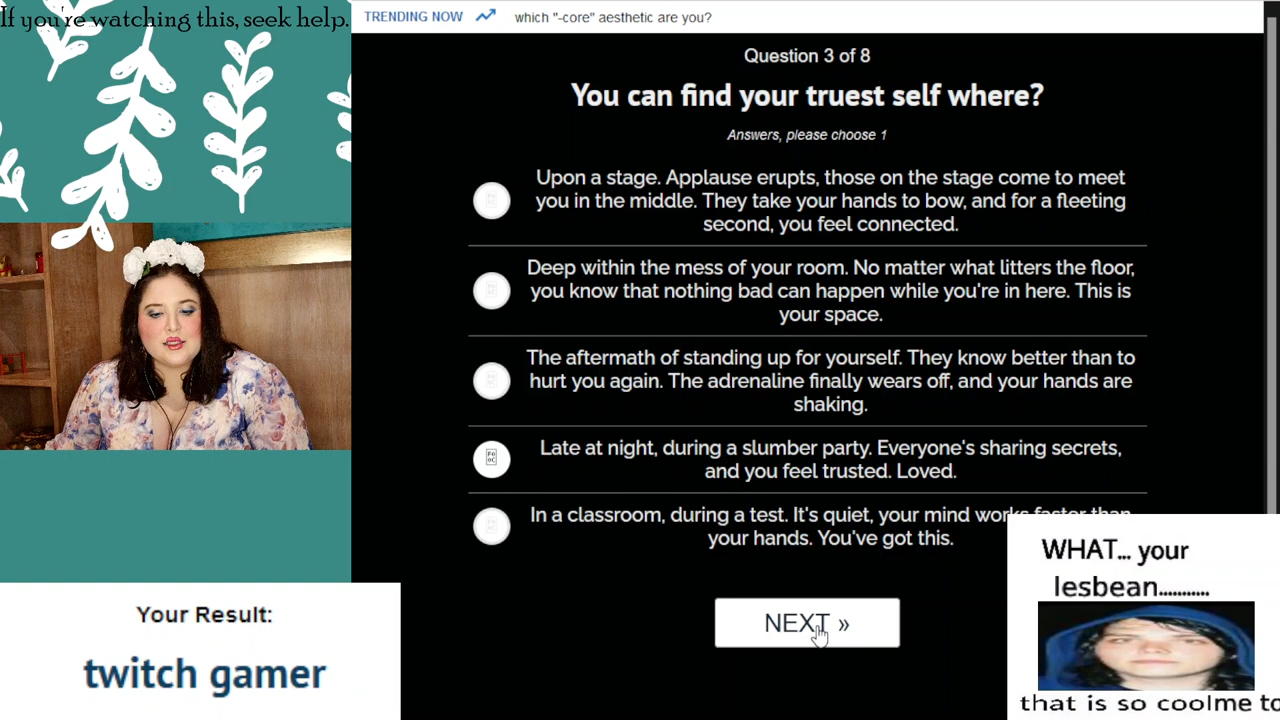 If you're watching this, seek help.
TRENDING NOW which "-core" aesthetic are you?
Question 3 of 8
You can find your truest self where?
Answers, please choose 1
Upon a stage. Applause erupts, those on the stage come to meet
you in the middle. They take your hands to bow, and for a fleeting
second, you feel connected.
Deep within the mess of your room. No matter what litters the floor,
you know that nothing bad can happen while you're in here. This is
your space.
The aftermath of standing up for yourself. They know better than to
hurt you again. The adrenaline finally wears off, and your hands are
shaking.
Late at night, during a slumber party. Everyone's sharing secrets,
and you feel trusted. Loved.
In a classroom, during a test. It's quiet, your mind works faster than
your hands. You've got this.
NEXT »
Your Result:
twitch gamer
WHAT... your
lesbean...........
that is so coolme to